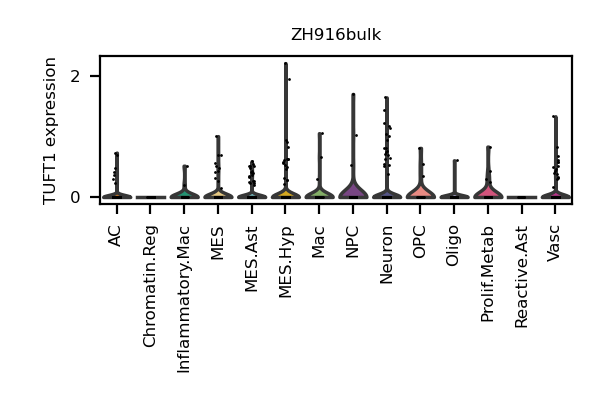 ZH916bulk
TUFT1 expression
2
0
AC
Chromatin.Reg
Inflammatory.Mac
MES
MES.Ast
MES.Hyp
Mac
NPC
Neuron
OPC
Oligo
Prolif.Metab
Reactive.Ast
Vasc